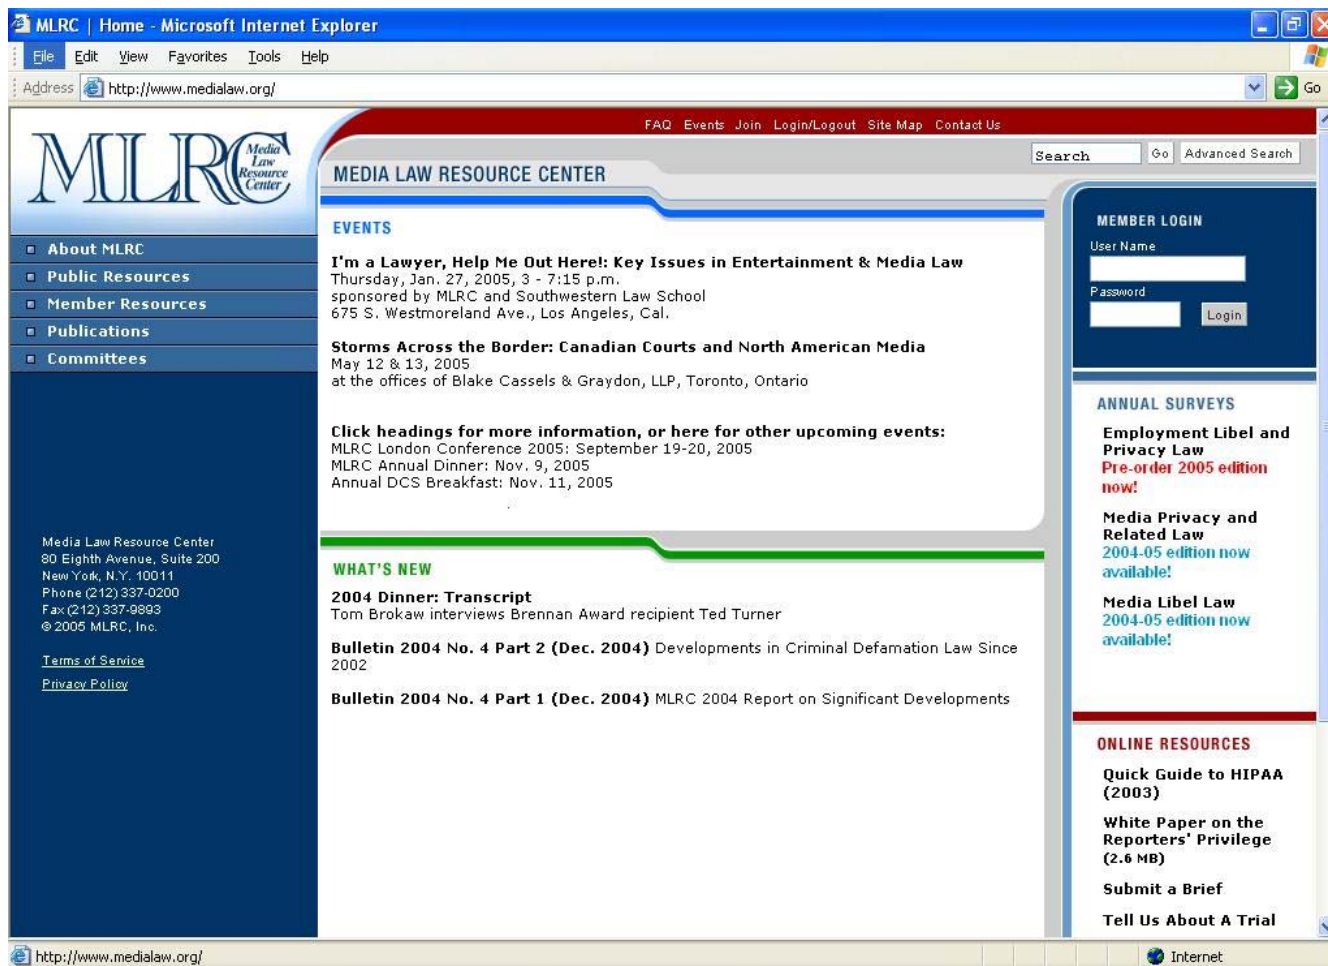 MLRC | Home - Microsoft Internet Explorer
File Edit View Favorites Tools Help
Address http://www.medialaw.org/ Go
FAQ Events Join Login/Logout Site Map Contact Us
Search Go Advanced Search
MLRC
Media
Law
Resource
Center
MEDIA LAW RESOURCE CENTER
About MLRC
Public Resources
Member Resources
Publications
Committees
Media Law Resource Center
80 Eighth Avenue, Suite 200
New York, N.Y. 10011
Phone (212) 337-0200
Fax (212) 337-9893
© 2005 MLRC, Inc.
Terms of Service
Privacy Policy
EVENTS
I'm a Lawyer, Help Me Out Here!: Key Issues in Entertainment & Media Law
Thursday, Jan. 27, 2005, 3 - 7:15 p.m.
sponsored by MLRC and Southwestern Law School
675 S. Westmoreland Ave., Los Angeles, Cal.
Storms Across the Border: Canadian Courts and North American Media
May 12 & 13, 2005
at the offices of Blake Cassels & Graydon, LLP, Toronto, Ontario
Click headings for more information, or here for other upcoming events:
MLRC London Conference 2005: September 19-20, 2005
MLRC Annual Dinner: Nov. 9, 2005
Annual DCS Breakfast: Nov. 11, 2005
.
WHAT'S NEW
2004 Dinner: Transcript
Tom Brokaw interviews Brennan Award recipient Ted Turner
Bulletin 2004 No. 4 Part 2 (Dec. 2004) Developments in Criminal Defamation Law Since
2002
Bulletin 2004 No. 4 Part 1 (Dec. 2004) MLRC 2004 Report on Significant Developments
MEMBER LOGIN
User Name
Password
Login
ANNUAL SURVEYS
Employment Libel and
Privacy Law
Pre-order 2005 edition
now!
Media Privacy and
Related Law
2004-05 edition now
available!
Media Libel Law
2004-05 edition now
available!
ONLINE RESOURCES
Quick Guide to HIPAA
(2003)
White Paper on the
Reporters' Privilege
(2.6 MB)
Submit a Brief
Tell Us About A Trial
http://www.medialaw.org/ Internet